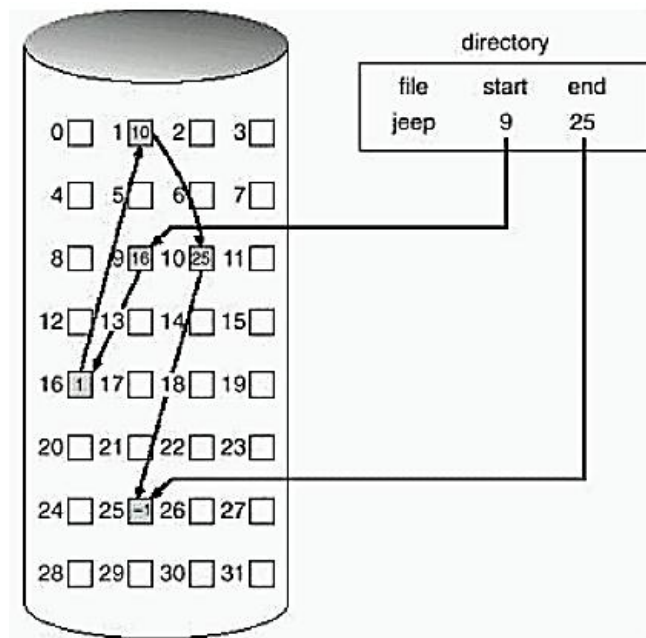 directory
file start end
jeep 9 25
0 1 10 2 3
4 5 6 7
8 9 16 10 25 11
12 13 14 15
16 1 17 18 19
20 21 22 23
24 25 -1 26 27
28 29 30 31